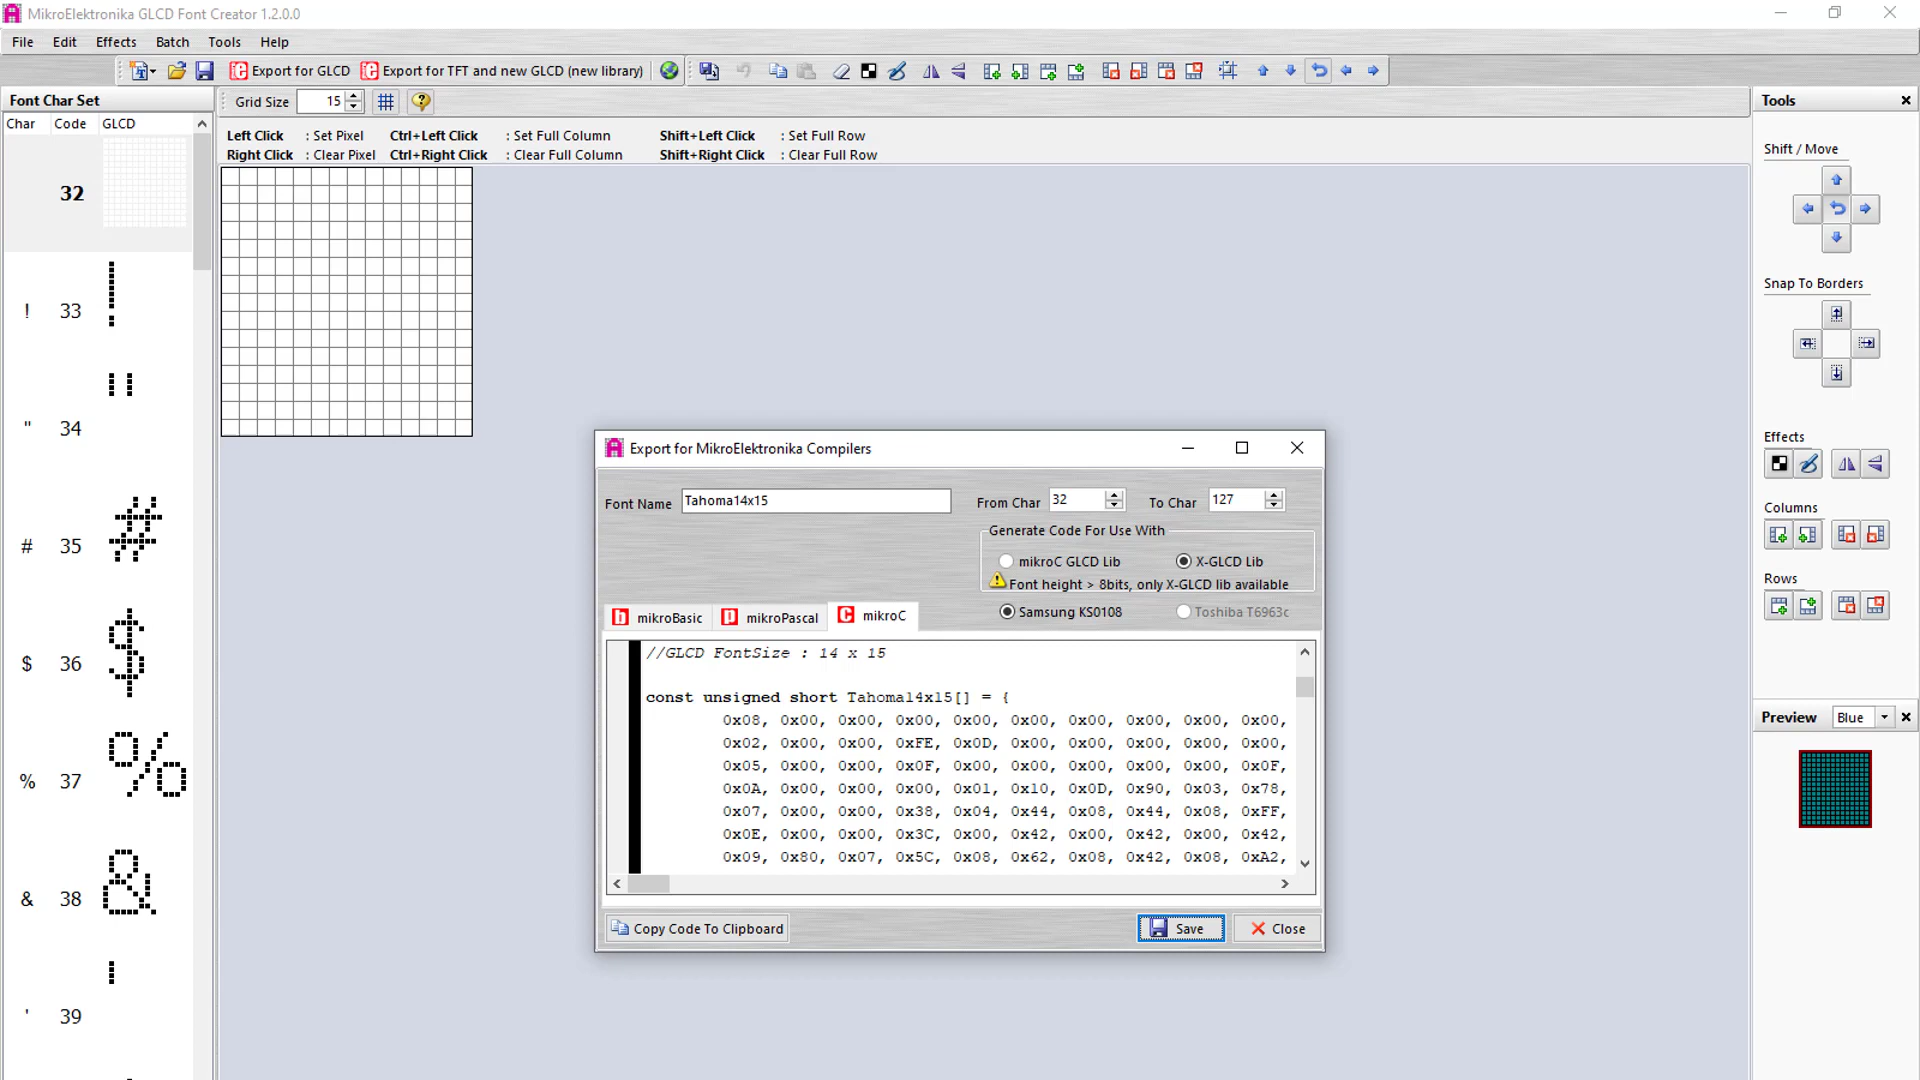 MikroElektronika GLCD Font Creator 1.2.0.0
File Edit Effects Batch Tools Help
Export for GLCD Export for TFT and new GLCD (new library)
Font Char Set
Char Code GLCD
32
! 33
" 34
# 35
$ 36
% 37
& 38
' 39
Grid Size 15
Left Click : Set Pixel Ctrl+Left Click : Set Full Column Shift+Left Click : Set Full Row
Right Click : Clear Pixel Ctrl+Right Click : Clear Full Column Shift+Right Click : Clear Full Row
Export for MikroElektronika Compilers
Font Name Tahoma14x15 From Char 32 To Char 127
Generate Code For Use With
mikroC GLCD Lib X-GLCD Lib
Font height > 8bits, only X-GLCD lib available
Samsung KS0108 Toshiba T6963c
mikroBasic mikroPascal mikroC
//GLCD FontSize : 14 x 15
const unsigned short Tahoma14x15[] = {
0x08, 0x00, 0x00, 0x00, 0x00, 0x00, 0x00, 0x00, 0x00, 0x00,
0x02, 0x00, 0x00, 0xFE, 0x0D, 0x00, 0x00, 0x00, 0x00, 0x00,
0x05, 0x00, 0x00, 0x0F, 0x00, 0x00, 0x00, 0x00, 0x00, 0x0F,
0x0A, 0x00, 0x00, 0x00, 0x01, 0x10, 0x0D, 0x90, 0x03, 0x78,
0x07, 0x00, 0x00, 0x38, 0x04, 0x44, 0x08, 0x44, 0x08, 0xFF,
0x0E, 0x00, 0x00, 0x3C, 0x00, 0x42, 0x00, 0x42, 0x00, 0x42,
0x09, 0x80, 0x07, 0x5C, 0x08, 0x62, 0x08, 0x42, 0x08, 0xA2,
Copy Code To Clipboard Save Close
Tools
Shift / Move
Snap To Borders
Effects
Columns
Rows
Preview Blue